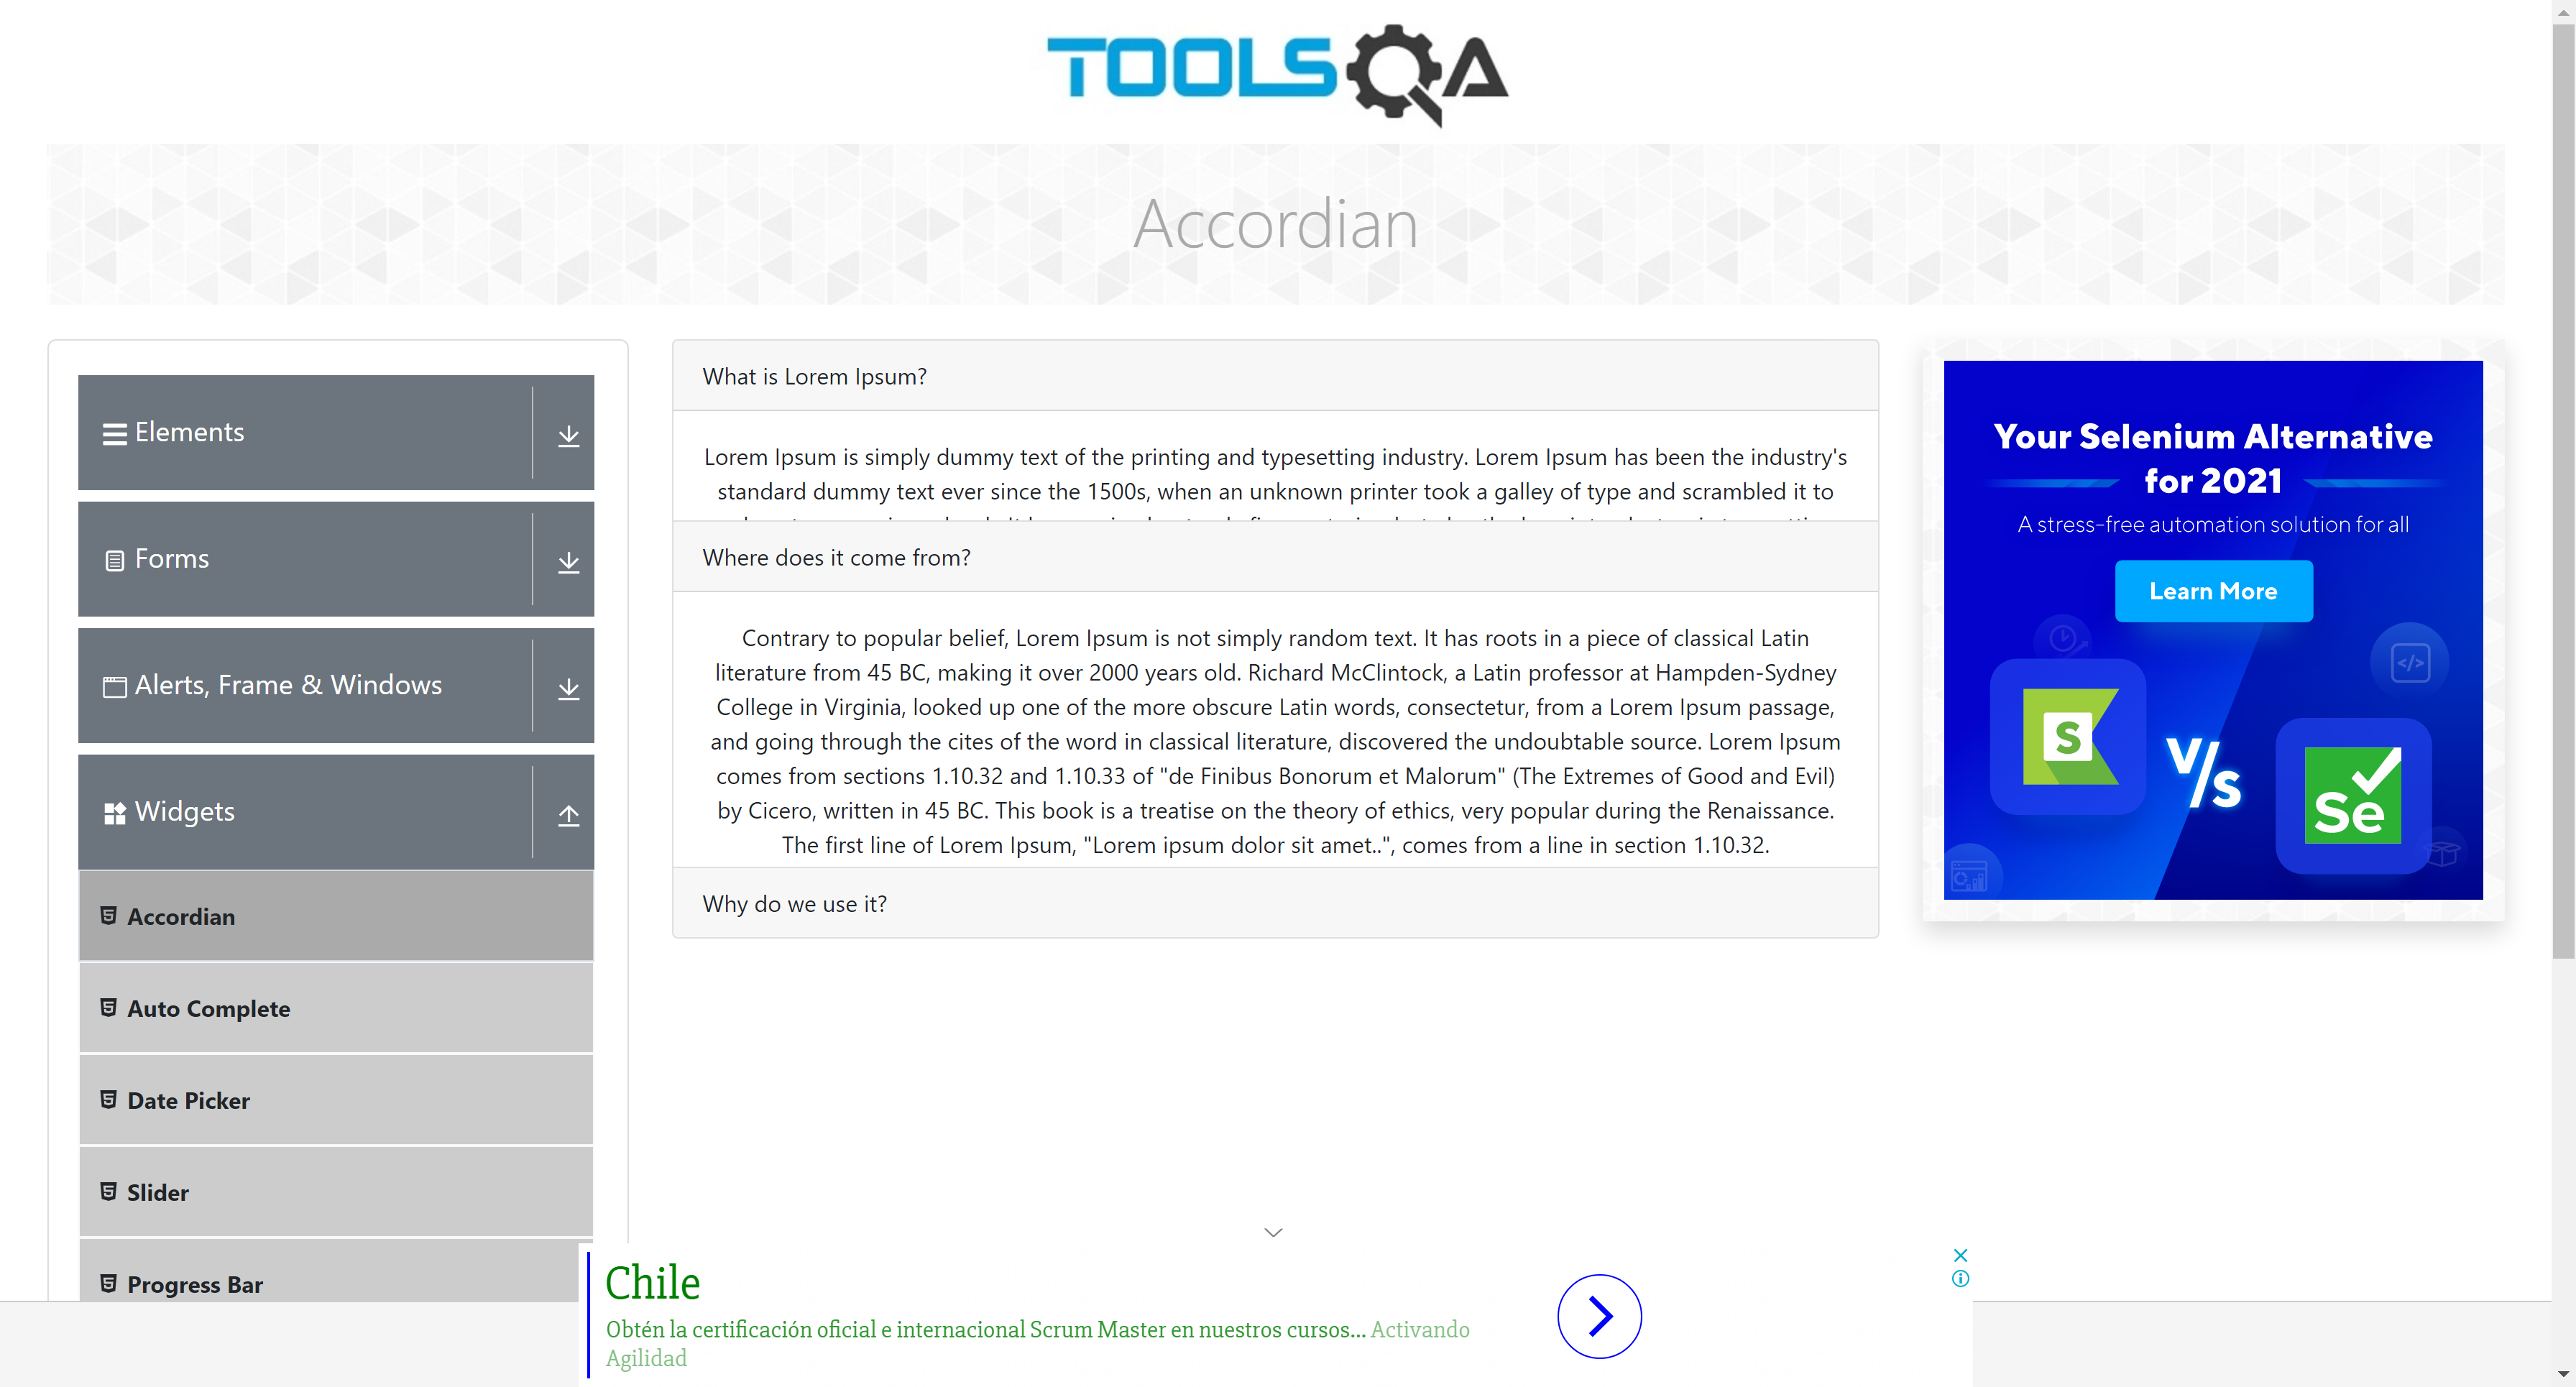 TOOLSQA
Accordian
Elements
Forms
Alerts, Frame & Windows
Widgets
Accordian
Auto Complete
Date Picker
Slider
Progress Bar
What is Lorem Ipsum?
Lorem Ipsum is simply dummy text of the printing and typesetting industry. Lorem Ipsum has been the industry's
standard dummy text ever since the 1500s, when an unknown printer took a galley of type and scrambled it to
Where does it come from?
Contrary to popular belief, Lorem Ipsum is not simply random text. It has roots in a piece of classical Latin
literature from 45 BC, making it over 2000 years old. Richard McClintock, a Latin professor at Hampden-Sydney
College in Virginia, looked up one of the more obscure Latin words, consectetur, from a Lorem Ipsum passage,
and going through the cites of the word in classical literature, discovered the undoubtable source. Lorem Ipsum
comes from sections 1.10.32 and 1.10.33 of "de Finibus Bonorum et Malorum" (The Extremes of Good and Evil)
by Cicero, written in 45 BC. This book is a treatise on the theory of ethics, very popular during the Renaissance.
The first line of Lorem Ipsum, "Lorem ipsum dolor sit amet..", comes from a line in section 1.10.32.
Why do we use it?
Your Selenium Alternative
for 2021
A stress-free automation solution for all
Learn More
</>
S
V/s
Se
Chile
Obtén la certificación oficial e internacional Scrum Master en nuestros cursos... Activando
Agilidad